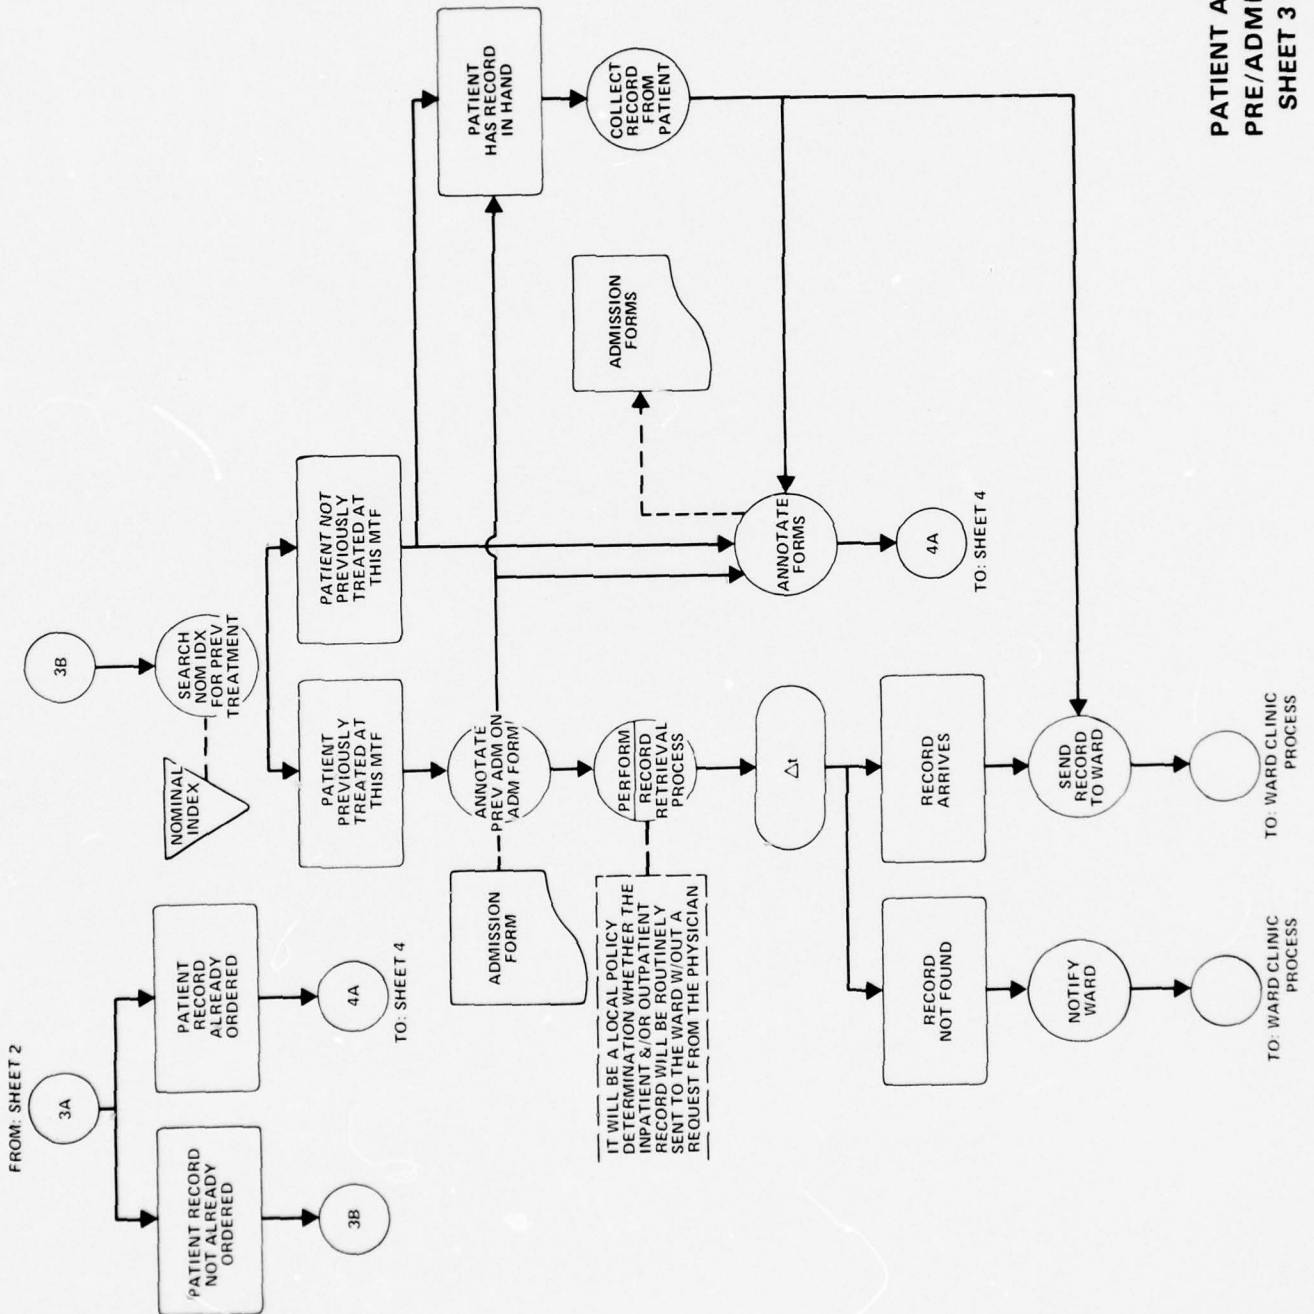 FROM: SHEET 2
3A
3B
PATIENT RECORD
NOT ALREADY
ORDERED
PATIENT
RECORD
ALREADY
ORDERED
NOMINAL
INDEX
SEARCH
NOM IDX
FOR PREV
TREATMENT
3B
4A
TO: SHEET 4
PATIENT
PREVIOUSLY
TREATED AT
THIS MTF
PATIENT NOT
PREVIOUSLY
TREATED AT
THIS MTF
ADMISSION
FORM
ANNOTATE
PREV ADM ON
ADM FORM
PATIENT
HAS RECORD
IN HAND
IT WILL BE A LOCAL POLICY
DETERMINATION WHETHER THE
INPATIENT &/OR OUTPATIENT
RECORD WILL BE ROUTINELY
SENT TO THE WARD W/OUT A
REQUEST FROM THE PHYSICIAN
PERFORM
RECORD
RETRIEVAL
PROCESS
ADMISSION
FORMS
COLLECT
RECORD
FROM
PATIENT
Δt
ANNOTATE
FORMS
RECORD
NOT FOUND
RECORD
ARRIVES
4A
TO: SHEET 4
NOTIFY
WARD
SEND
RECORD
TO WARD
TO: WARD CLINIC
PROCESS
TO: WARD CLINIC
PROCESS
PATIENT A
PRE/ADMI
SHEET 3